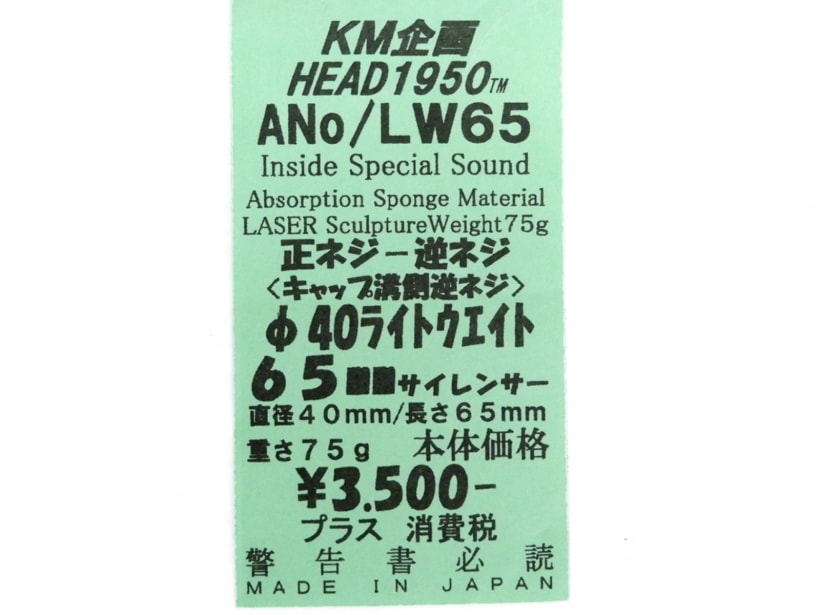 KM企画
HEAD1950TM
ANo/LW65
Inside Special Sound
Absorption Sponge Material
LASER SculptureWeight75g
正ネジ－逆ネジ
〈キャップ溝側逆ネジ〉
φ40ライトウエイト
65mmサイレンサー
直径40mm/長さ65mm
重さ75g 本体価格
¥3.500-
プラス 消費税
警告書必読
MADE IN JAPAN